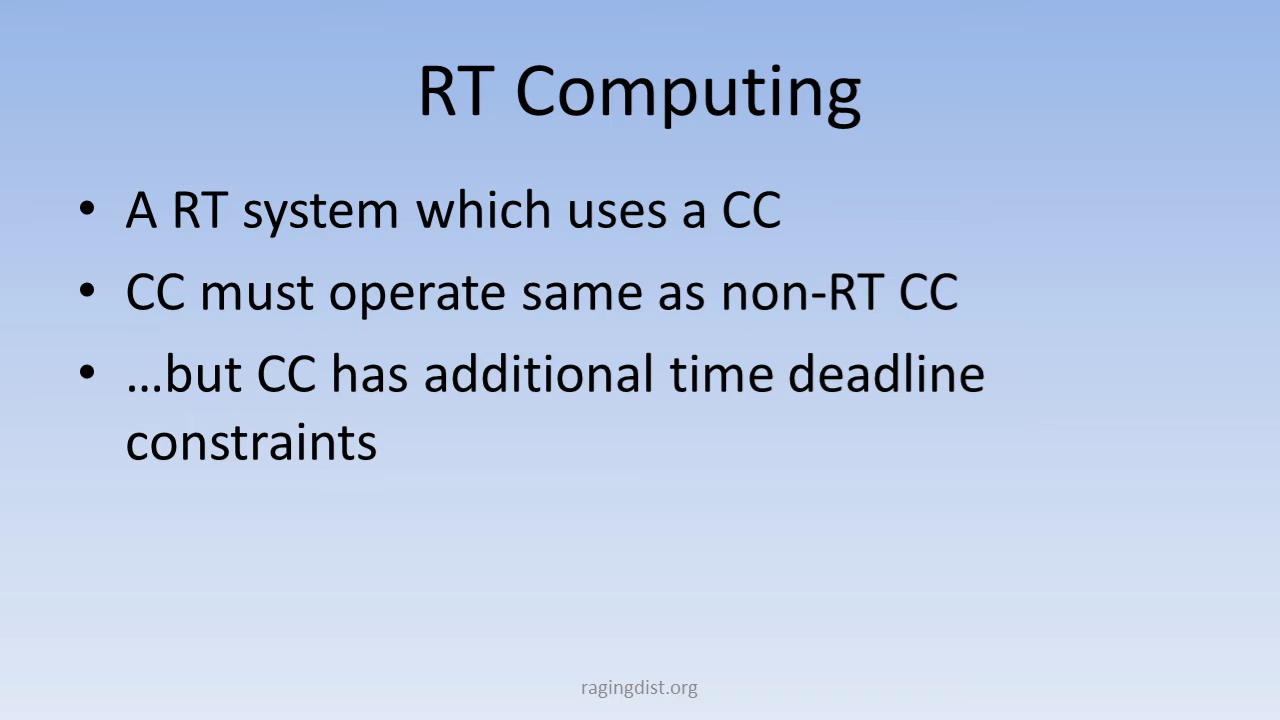 RT Computing
• A RT system which uses a CC
• CC must operate same as non-RT CC
• …but CC has additional time deadline
constraints
ragingdist.org